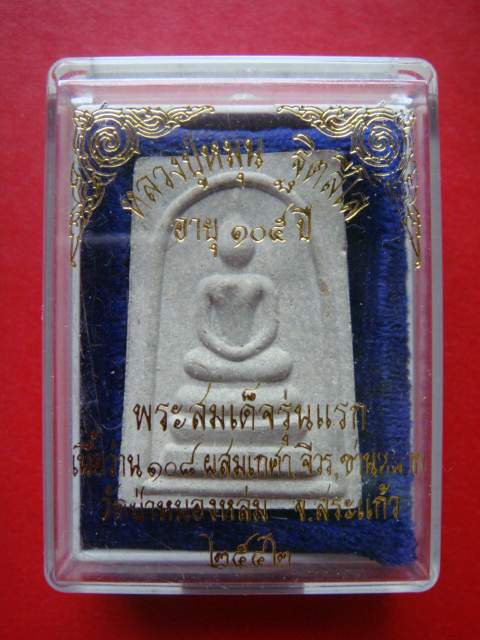 หลวงปู่หมุน ฐิตสีโล
อายุ ๑๐๕ ปี
พระสมเด็จรุ่นแรก
เนื้อว่าน ๑๐๘ ผสมเกศา, จีวร, ชานหมาก
วัดป่าหนองหล่ม จ.สระแก้ว
๒๕๔๒